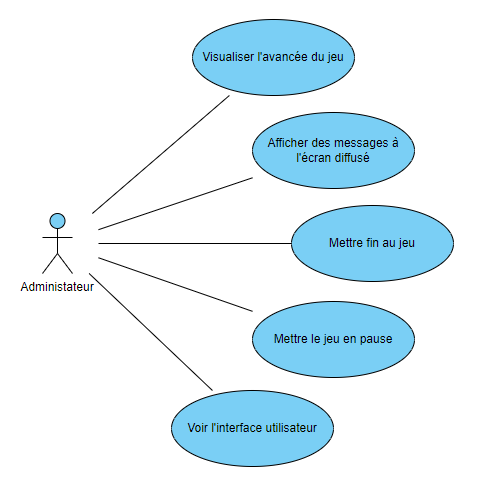 Visualiser l'avancée du jeu
Afficher des messages à
l'écran diffusé
Mettre fin au jeu
Administateur
Mettre le jeu en pause
Voir l'interface utilisateur